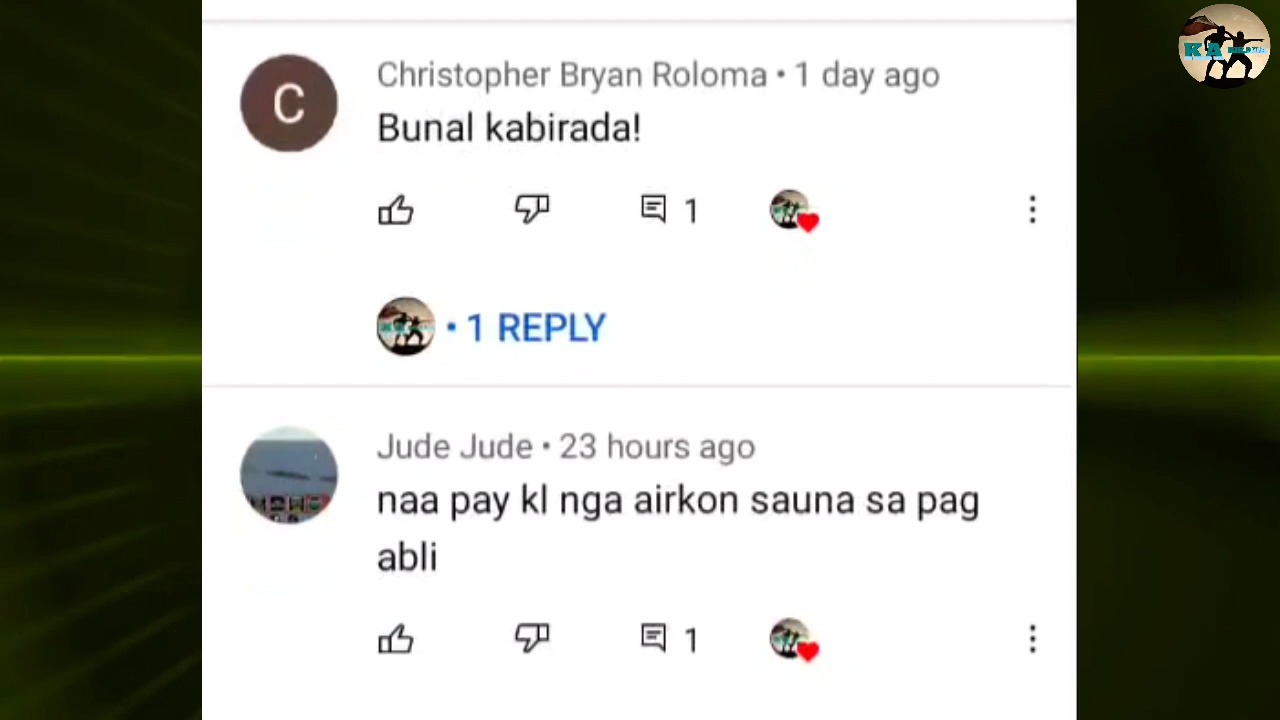 KA
Christopher Bryan Roloma • 1 day ago
C
Bunal kabirada!
1
• 1 REPLY
Jude Jude • 23 hours ago
naa pay kl nga airkon sauna sa pag
abli
1